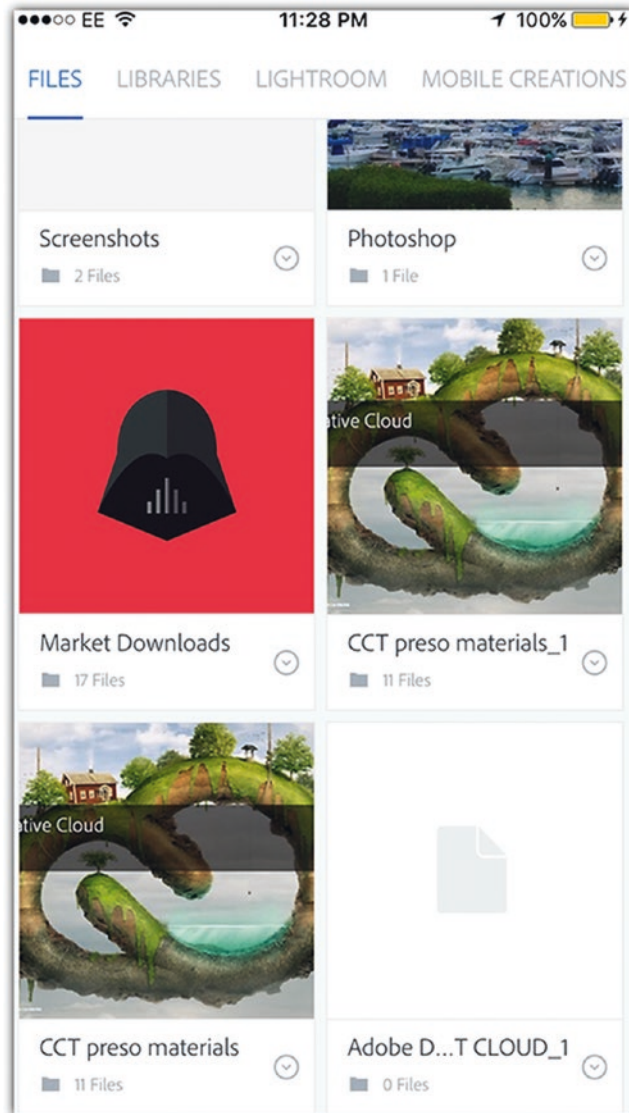 EE 11:28 PM 100%
FILES LIBRARIES LIGHTROOM MOBILE CREATIONS
Screenshots
2 Files
Photoshop
1 File
Market Downloads
17 Files
ative Cloud
CCT preso materials_1
11 Files
ative Cloud
CCT preso materials
11 Files
Adobe D...T CLOUD_1
0 Files